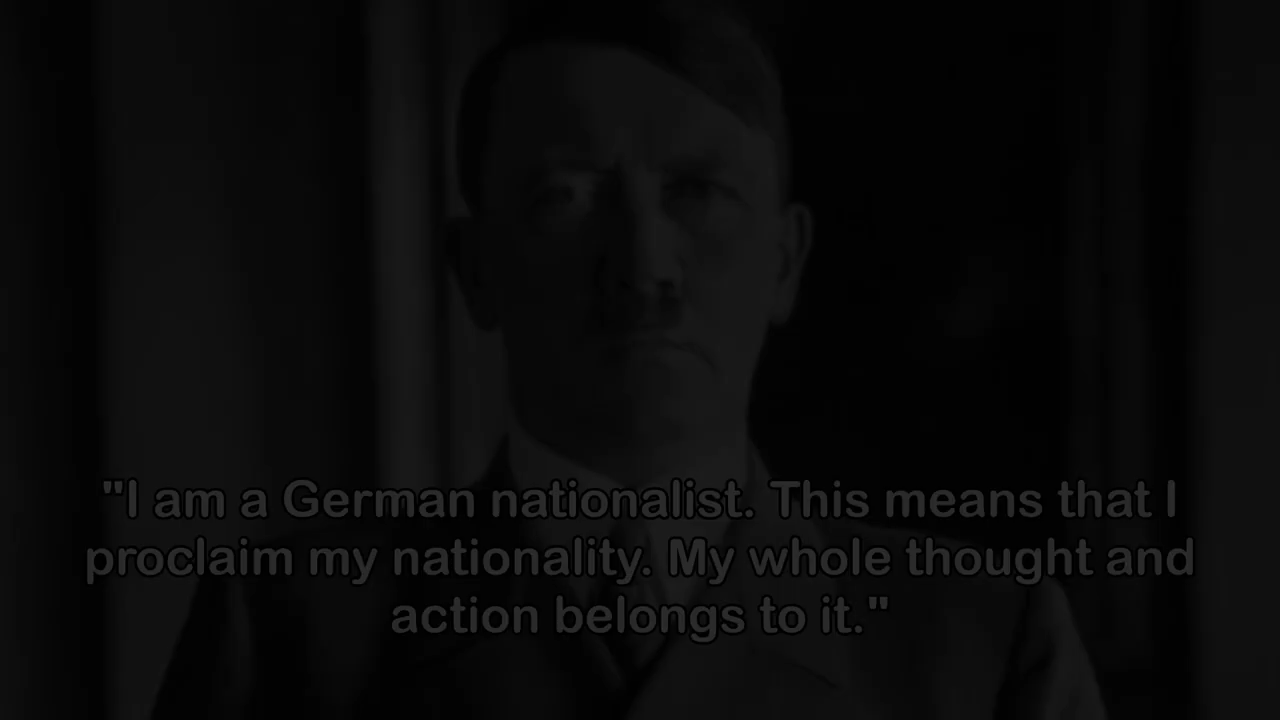 "I am a German nationalist. This means that I
proclaim my nationality. My whole thought and
action belongs to it."